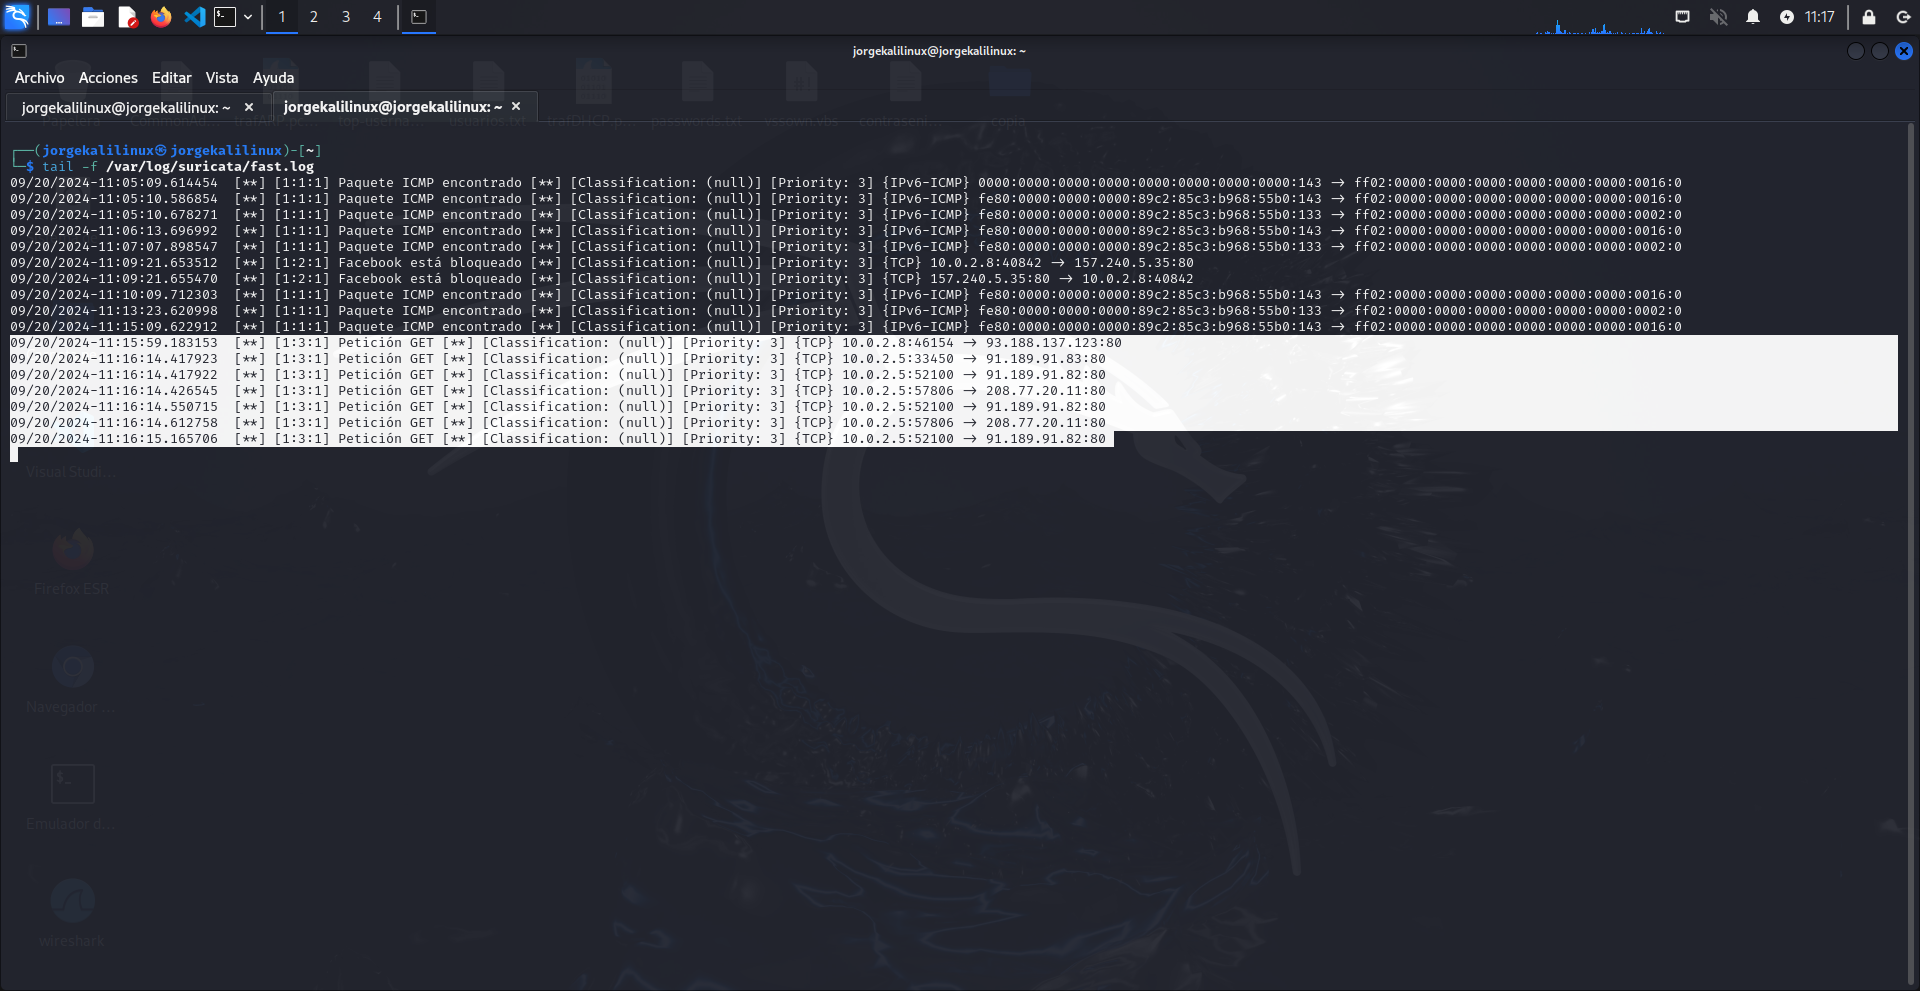 1 2 3 4
11:17
jorgekalilinux@jorgekalilinux: ~
Archivo Acciones Editar Vista Ayuda
jorgekalilinux@jorgekalilinux: ~ × jorgekalilinux@jorgekalilinux: ~ ×
┌──(jorgekalilinux㉿jorgekalilinux)-[~]
└─$ tail -f /var/log/suricata/fast.log
09/20/2024-11:05:09.614454 [**] [1:1:1] Paquete ICMP encontrado [**] [Classification: (null)] [Priority: 3] {IPv6-ICMP} 0000:0000:0000:0000:0000:0000:0000:0000:143 → ff02:0000:0000:0000:0000:0000:0000:0016:0
09/20/2024-11:05:10.586854 [**] [1:1:1] Paquete ICMP encontrado [**] [Classification: (null)] [Priority: 3] {IPv6-ICMP} fe80:0000:0000:0000:89c2:85c3:b968:55b0:143 → ff02:0000:0000:0000:0000:0000:0000:0016:0
09/20/2024-11:05:10.678271 [**] [1:1:1] Paquete ICMP encontrado [**] [Classification: (null)] [Priority: 3] {IPv6-ICMP} fe80:0000:0000:0000:89c2:85c3:b968:55b0:133 → ff02:0000:0000:0000:0000:0000:0000:0002:0
09/20/2024-11:06:13.696992 [**] [1:1:1] Paquete ICMP encontrado [**] [Classification: (null)] [Priority: 3] {IPv6-ICMP} fe80:0000:0000:0000:89c2:85c3:b968:55b0:143 → ff02:0000:0000:0000:0000:0000:0000:0016:0
09/20/2024-11:07:07.898547 [**] [1:1:1] Paquete ICMP encontrado [**] [Classification: (null)] [Priority: 3] {IPv6-ICMP} fe80:0000:0000:0000:89c2:85c3:b968:55b0:133 → ff02:0000:0000:0000:0000:0000:0000:0002:0
09/20/2024-11:09:21.653512 [**] [1:2:1] Facebook está bloqueado [**] [Classification: (null)] [Priority: 3] {TCP} 10.0.2.8:40842 → 157.240.5.35:80
09/20/2024-11:09:21.655470 [**] [1:2:1] Facebook está bloqueado [**] [Classification: (null)] [Priority: 3] {TCP} 157.240.5.35:80 → 10.0.2.8:40842
09/20/2024-11:10:09.712303 [**] [1:1:1] Paquete ICMP encontrado [**] [Classification: (null)] [Priority: 3] {IPv6-ICMP} fe80:0000:0000:0000:89c2:85c3:b968:55b0:143 → ff02:0000:0000:0000:0000:0000:0000:0016:0
09/20/2024-11:13:23.620998 [**] [1:1:1] Paquete ICMP encontrado [**] [Classification: (null)] [Priority: 3] {IPv6-ICMP} fe80:0000:0000:0000:89c2:85c3:b968:55b0:133 → ff02:0000:0000:0000:0000:0000:0000:0002:0
09/20/2024-11:15:09.622912 [**] [1:1:1] Paquete ICMP encontrado [**] [Classification: (null)] [Priority: 3] {IPv6-ICMP} fe80:0000:0000:0000:89c2:85c3:b968:55b0:143 → ff02:0000:0000:0000:0000:0000:0000:0016:0
09/20/2024-11:15:59.183153 [**] [1:3:1] Petición GET [**] [Classification: (null)] [Priority: 3] {TCP} 10.0.2.8:46154 → 93.188.137.123:80
09/20/2024-11:16:14.417923 [**] [1:3:1] Petición GET [**] [Classification: (null)] [Priority: 3] {TCP} 10.0.2.5:33450 → 91.189.91.83:80
09/20/2024-11:16:14.417922 [**] [1:3:1] Petición GET [**] [Classification: (null)] [Priority: 3] {TCP} 10.0.2.5:52100 → 91.189.91.82:80
09/20/2024-11:16:14.426545 [**] [1:3:1] Petición GET [**] [Classification: (null)] [Priority: 3] {TCP} 10.0.2.5:57806 → 208.77.20.11:80
09/20/2024-11:16:14.550715 [**] [1:3:1] Petición GET [**] [Classification: (null)] [Priority: 3] {TCP} 10.0.2.5:52100 → 91.189.91.82:80
09/20/2024-11:16:14.612758 [**] [1:3:1] Petición GET [**] [Classification: (null)] [Priority: 3] {TCP} 10.0.2.5:57806 → 208.77.20.11:80
09/20/2024-11:16:15.165706 [**] [1:3:1] Petición GET [**] [Classification: (null)] [Priority: 3] {TCP} 10.0.2.5:52100 → 91.189.91.82:80
Visual Studi...
Firefox ESR
Navegador ...
Emulador d...
wireshark